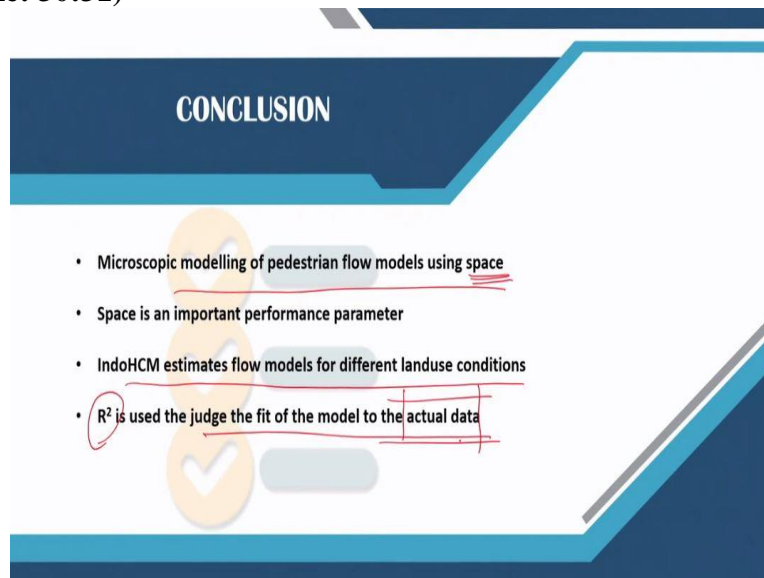 CONCLUSION
• Microscopic modelling of pedestrian flow models using space
• Space is an important performance parameter
• IndoHCM estimates flow models for different landuse conditions
• R² is used the judge the fit of the model to the actual data